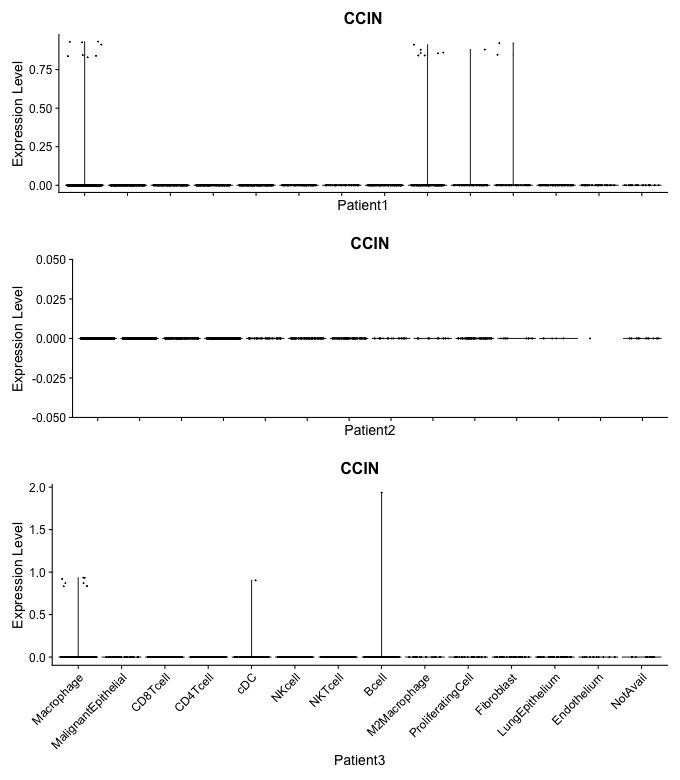 CCIN
Expression Level
0.75
0.50
0.25
0.00
Patient1
CCIN
Expression Level
0.050
0.025
0.000
-0.025
-0.050
Patient2
CCIN
Expression Level
2.0
1.5
1.0
0.5
0.0
Macrophage
MalignantEpithelial
CD8Tcell
CD4Tcell
cDC
NKcell
NKTcell
Bcell
M2Macrophage
ProliferatingCell
Fibroblast
LungEpithelium
Endothelium
NotAvail
Patient3